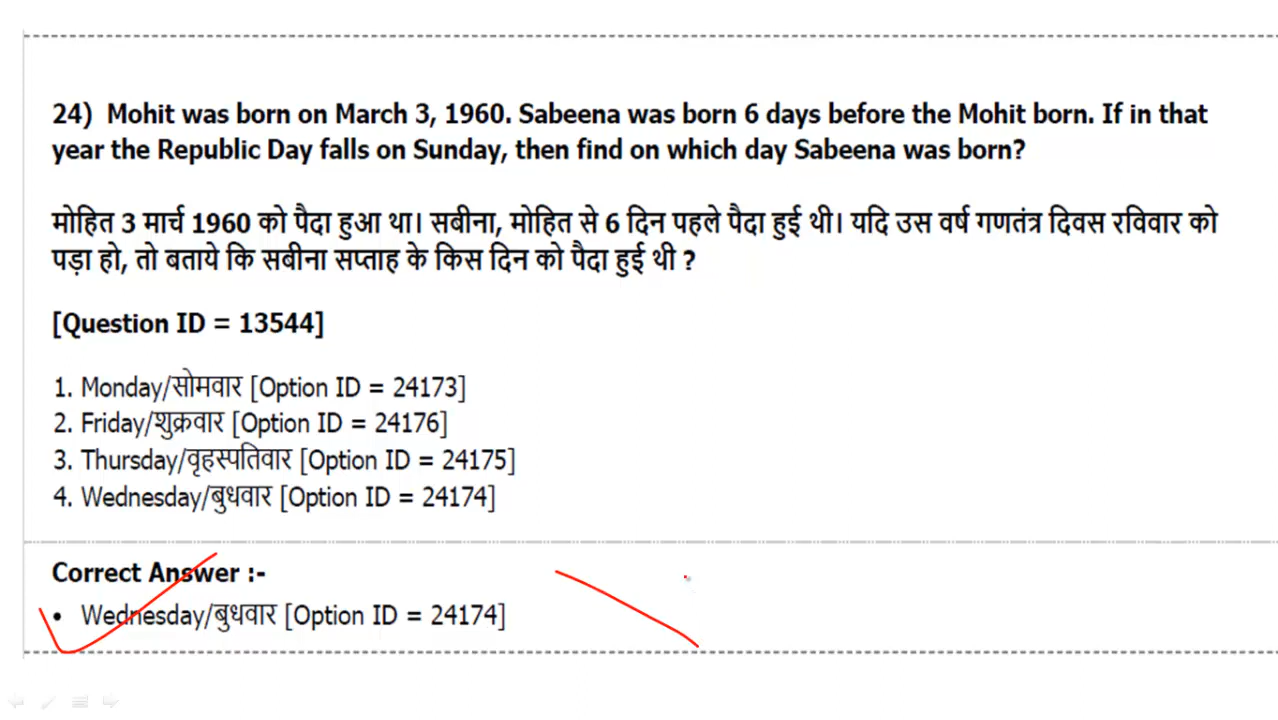 24) Mohit was born on March 3, 1960. Sabeena was born 6 days before the Mohit born. If in that
year the Republic Day falls on Sunday, then find on which day Sabeena was born?
मोहित 3 मार्च 1960 को पैदा हुआ था। सबीना, मोहित से 6 दिन पहले पैदा हुई थी। यदि उस वर्ष गणतंत्र दिवस रविवार को
पड़ा हो, तो बताये कि सबीना सप्ताह के किस दिन को पैदा हुई थी ?
[Question ID = 13544]
1. Monday/सोमवार [Option ID = 24173]
2. Friday/शुक्रवार [Option ID = 24176]
3. Thursday/वृहस्पतिवार [Option ID = 24175]
4. Wednesday/बुधवार [Option ID = 24174]
Correct Answer :-
• Wednesday/बुधवार [Option ID = 24174]